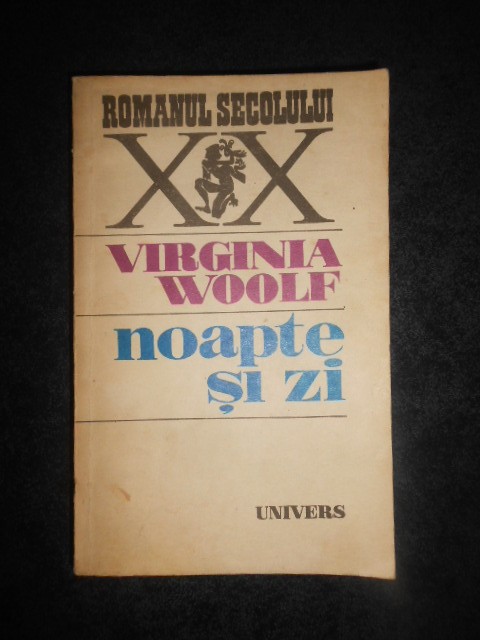 ROMANUL SECOLULUI
XX
VIRGINIA
WOOLF
noapte
și zi
UNIVERS